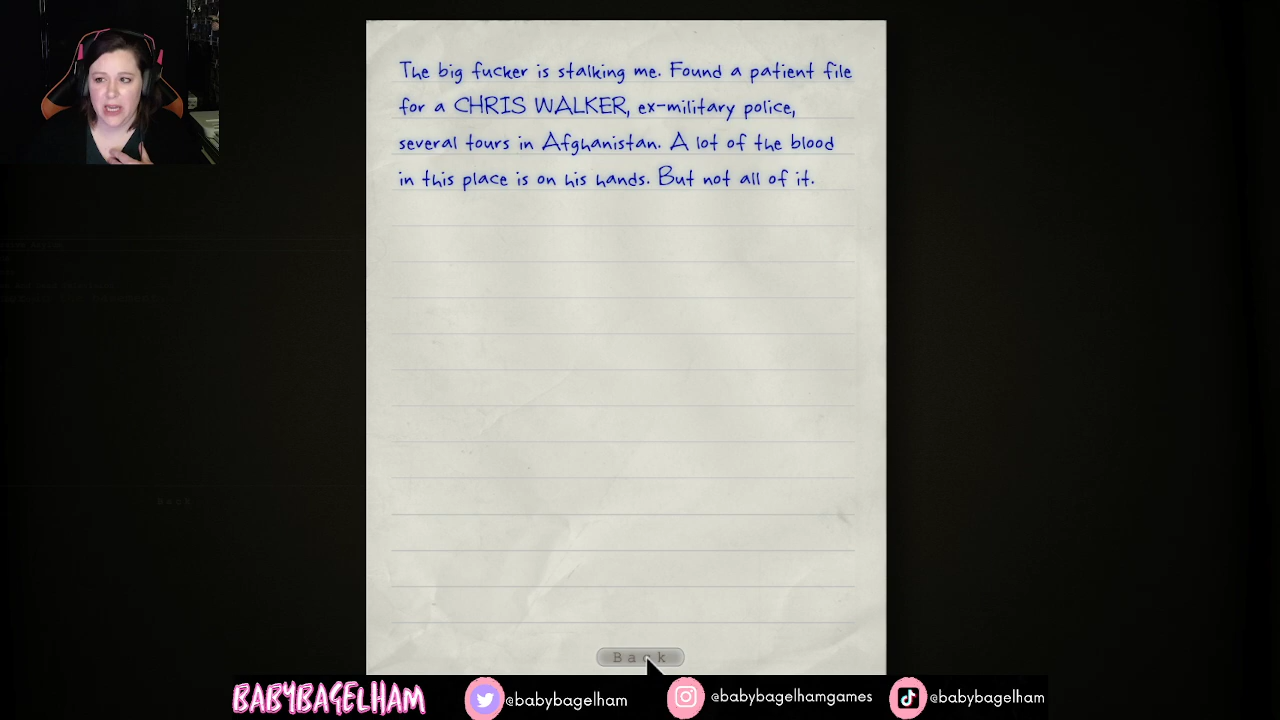 The big fucker is stalking me. Found a patient file
for a CHRIS WALKER, ex-military police,
several tours in Afghanistan. A lot of the blood
in this place is on his hands. But not all of it.
Back
BABYBAGELHAM
@babybagelham
@babybagelhamgames
@babybagelham